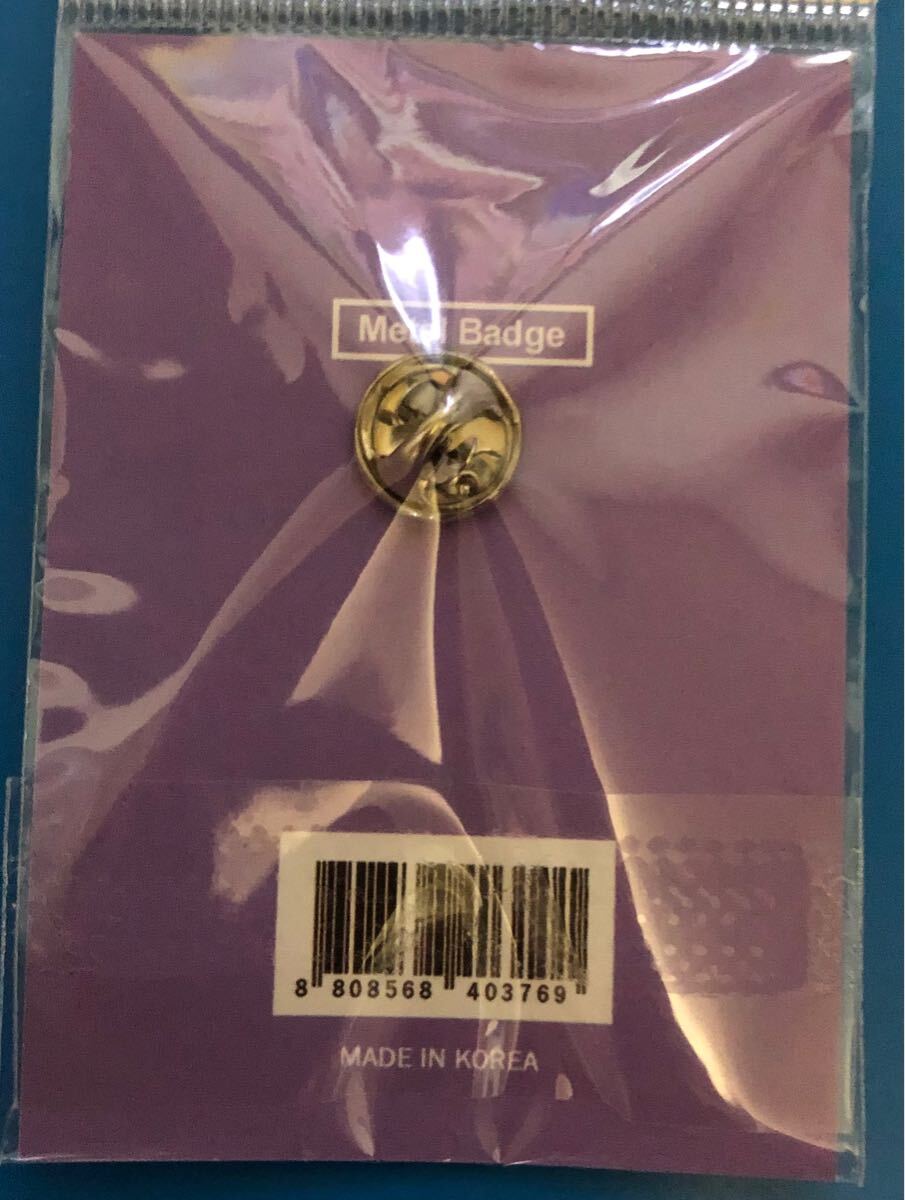 Metal Badge
8 808568 403769
MADE IN KOREA